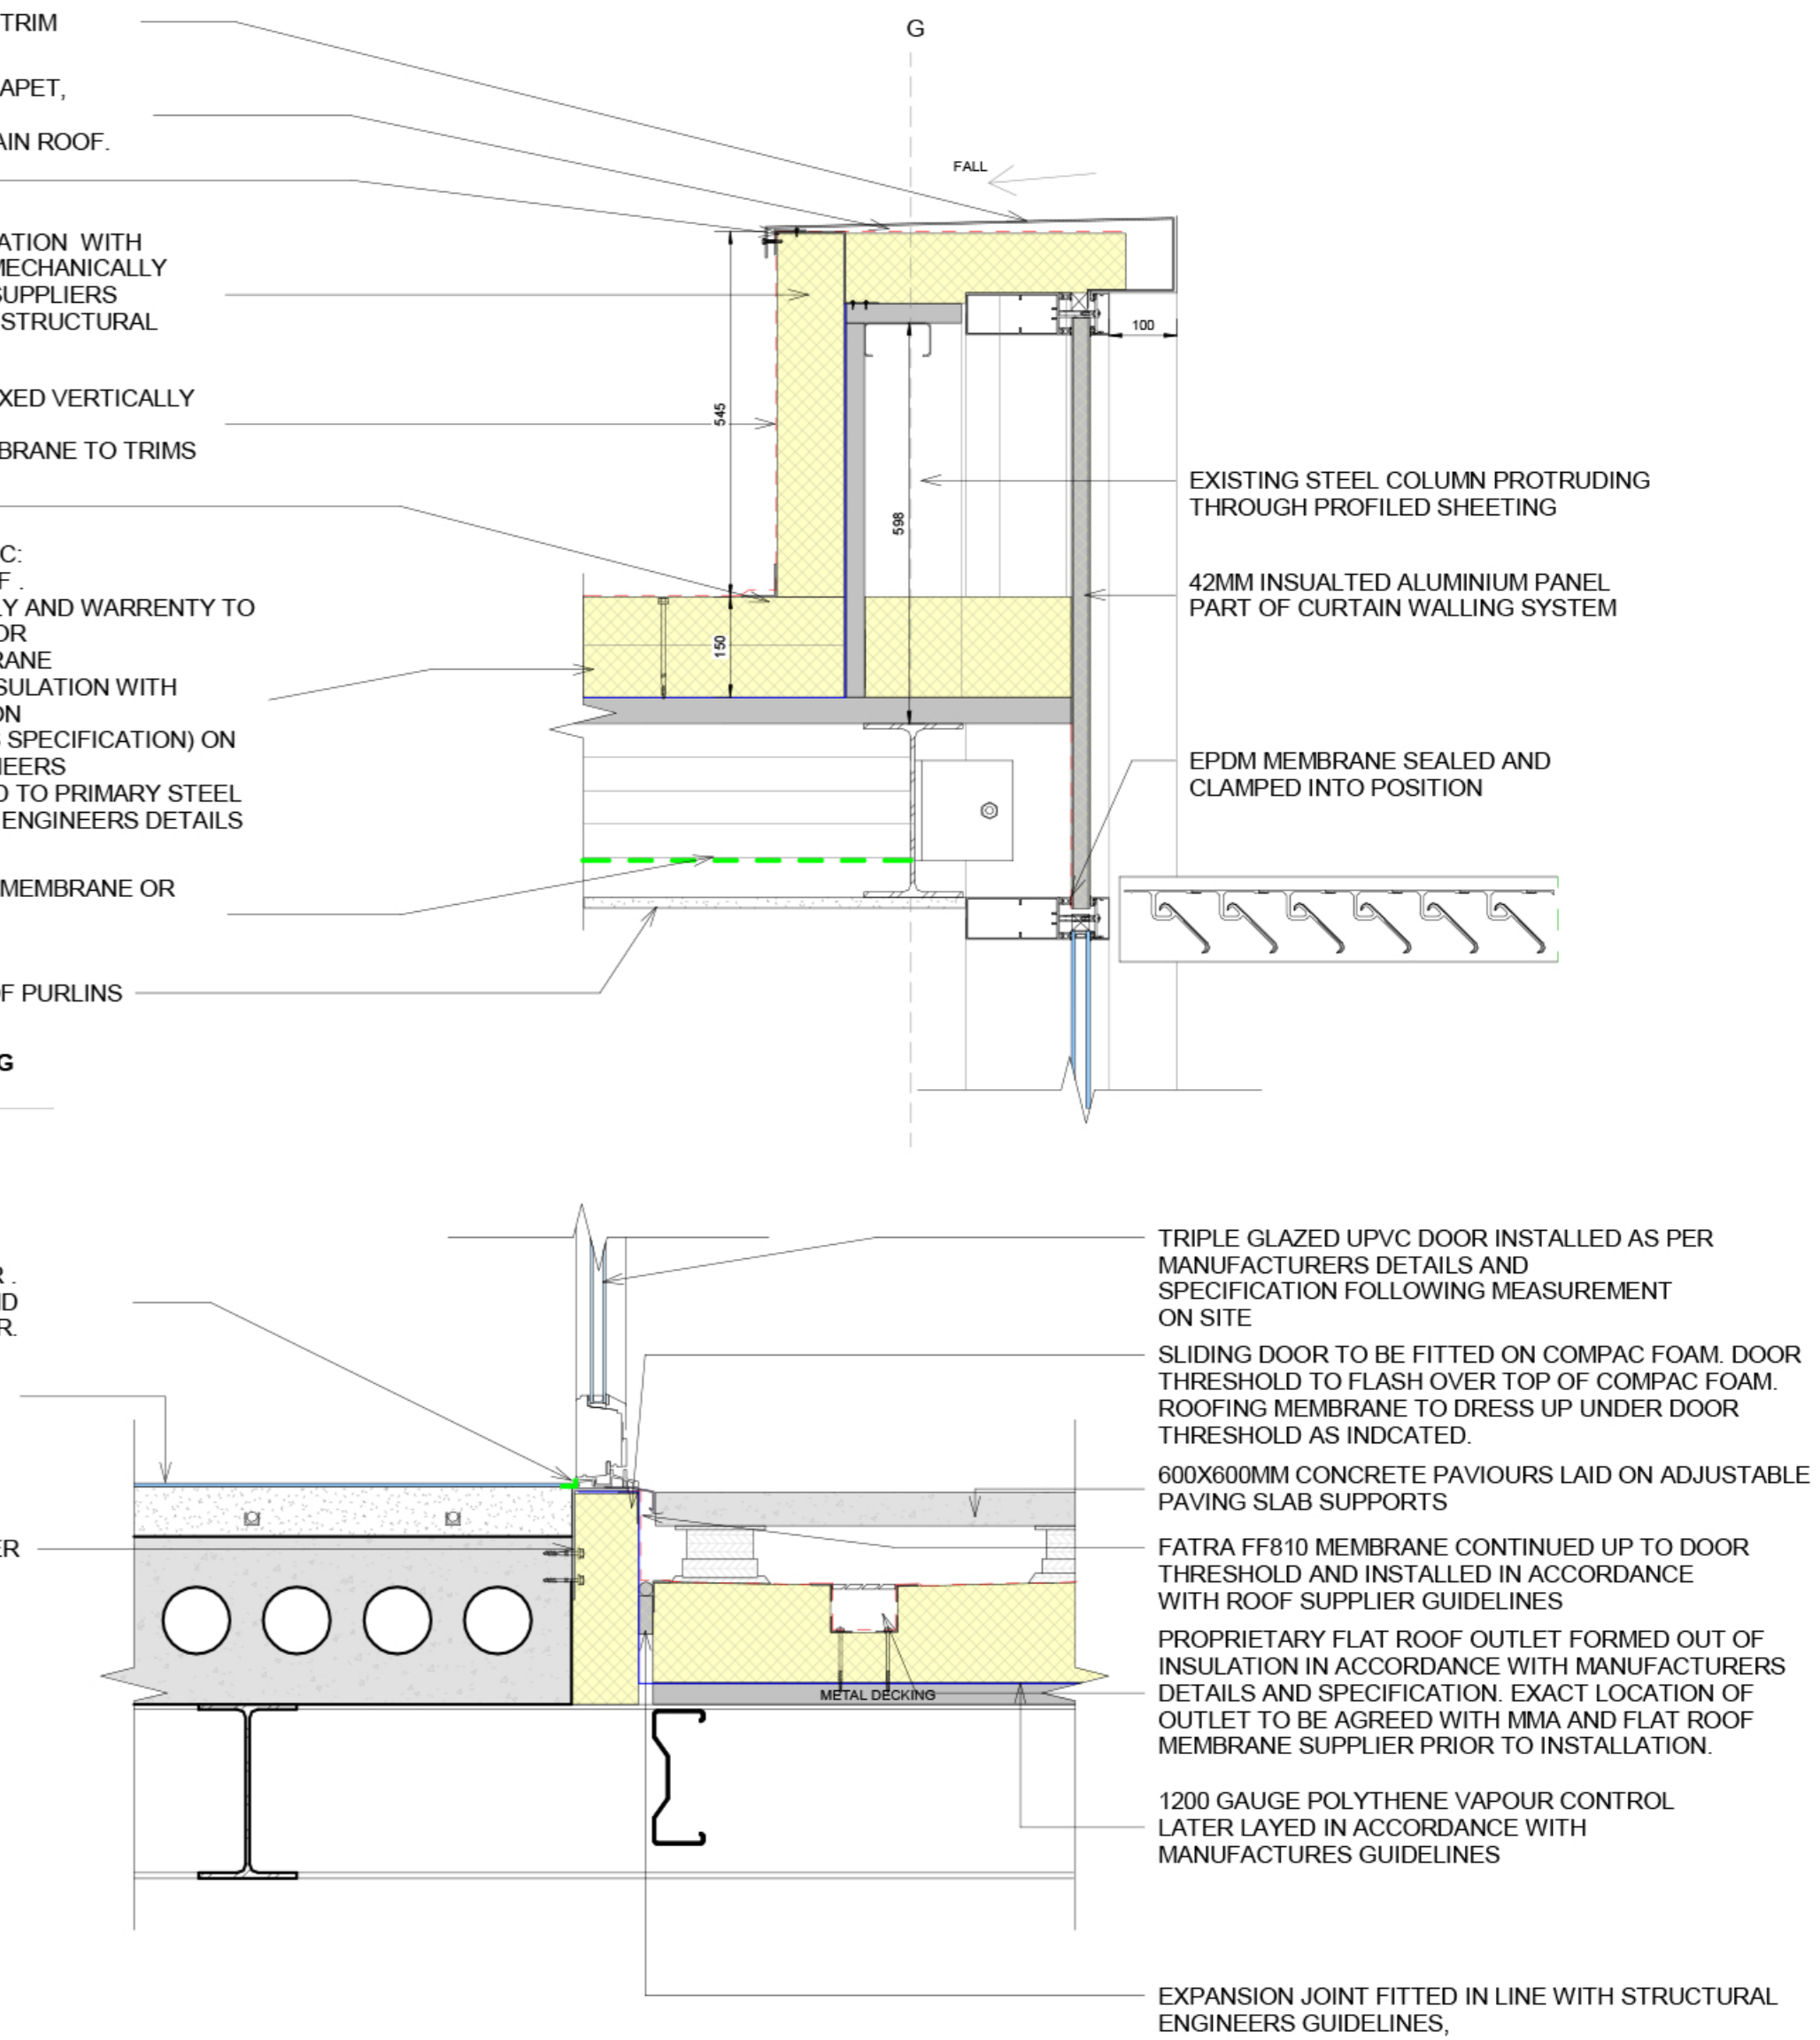 TRIM
G
APET,
AIN ROOF.
FALL
ATION WITH
MECHANICALLY
SUPPLIERS
STRUCTURAL
100
XED VERTICALLY
BRANE TO TRIMS
545
598
EXISTING STEEL COLUMN PROTRUDING
THROUGH PROFILED SHEETING
C:
F .
LY AND WARRENTY TO
OR
RANE
SULATION WITH
ON
SPECIFICATION) ON
NEERS
D TO PRIMARY STEEL
ENGINEERS DETAILS
150
42MM INSUALTED ALUMINIUM PANEL
PART OF CURTAIN WALLING SYSTEM
EPDM MEMBRANE SEALED AND
CLAMPED INTO POSITION
MEMBRANE OR
OF PURLINS
G
R .
ND
R.
ER
TRIPLE GLAZED UPVC DOOR INSTALLED AS PER
MANUFACTURERS DETAILS AND
SPECIFICATION FOLLOWING MEASUREMENT
ON SITE
SLIDING DOOR TO BE FITTED ON COMPAC FOAM. DOOR
THRESHOLD TO FLASH OVER TOP OF COMPAC FOAM.
ROOFING MEMBRANE TO DRESS UP UNDER DOOR
THRESHOLD AS INDCATED.
600X600MM CONCRETE PAVIOURS LAID ON ADJUSTABLE
PAVING SLAB SUPPORTS
FATRA FF810 MEMBRANE CONTINUED UP TO DOOR
THRESHOLD AND INSTALLED IN ACCORDANCE
WITH ROOF SUPPLIER GUIDELINES
PROPRIETARY FLAT ROOF OUTLET FORMED OUT OF
INSULATION IN ACCORDANCE WITH MANUFACTURERS
DETAILS AND SPECIFICATION. EXACT LOCATION OF
OUTLET TO BE AGREED WITH MMA AND FLAT ROOF
MEMBRANE SUPPLIER PRIOR TO INSTALLATION.
METAL DECKING
1200 GAUGE POLYTHENE VAPOUR CONTROL
LATER LAYED IN ACCORDANCE WITH
MANUFACTURES GUIDELINES
EXPANSION JOINT FITTED IN LINE WITH STRUCTURAL
ENGINEERS GUIDELINES,